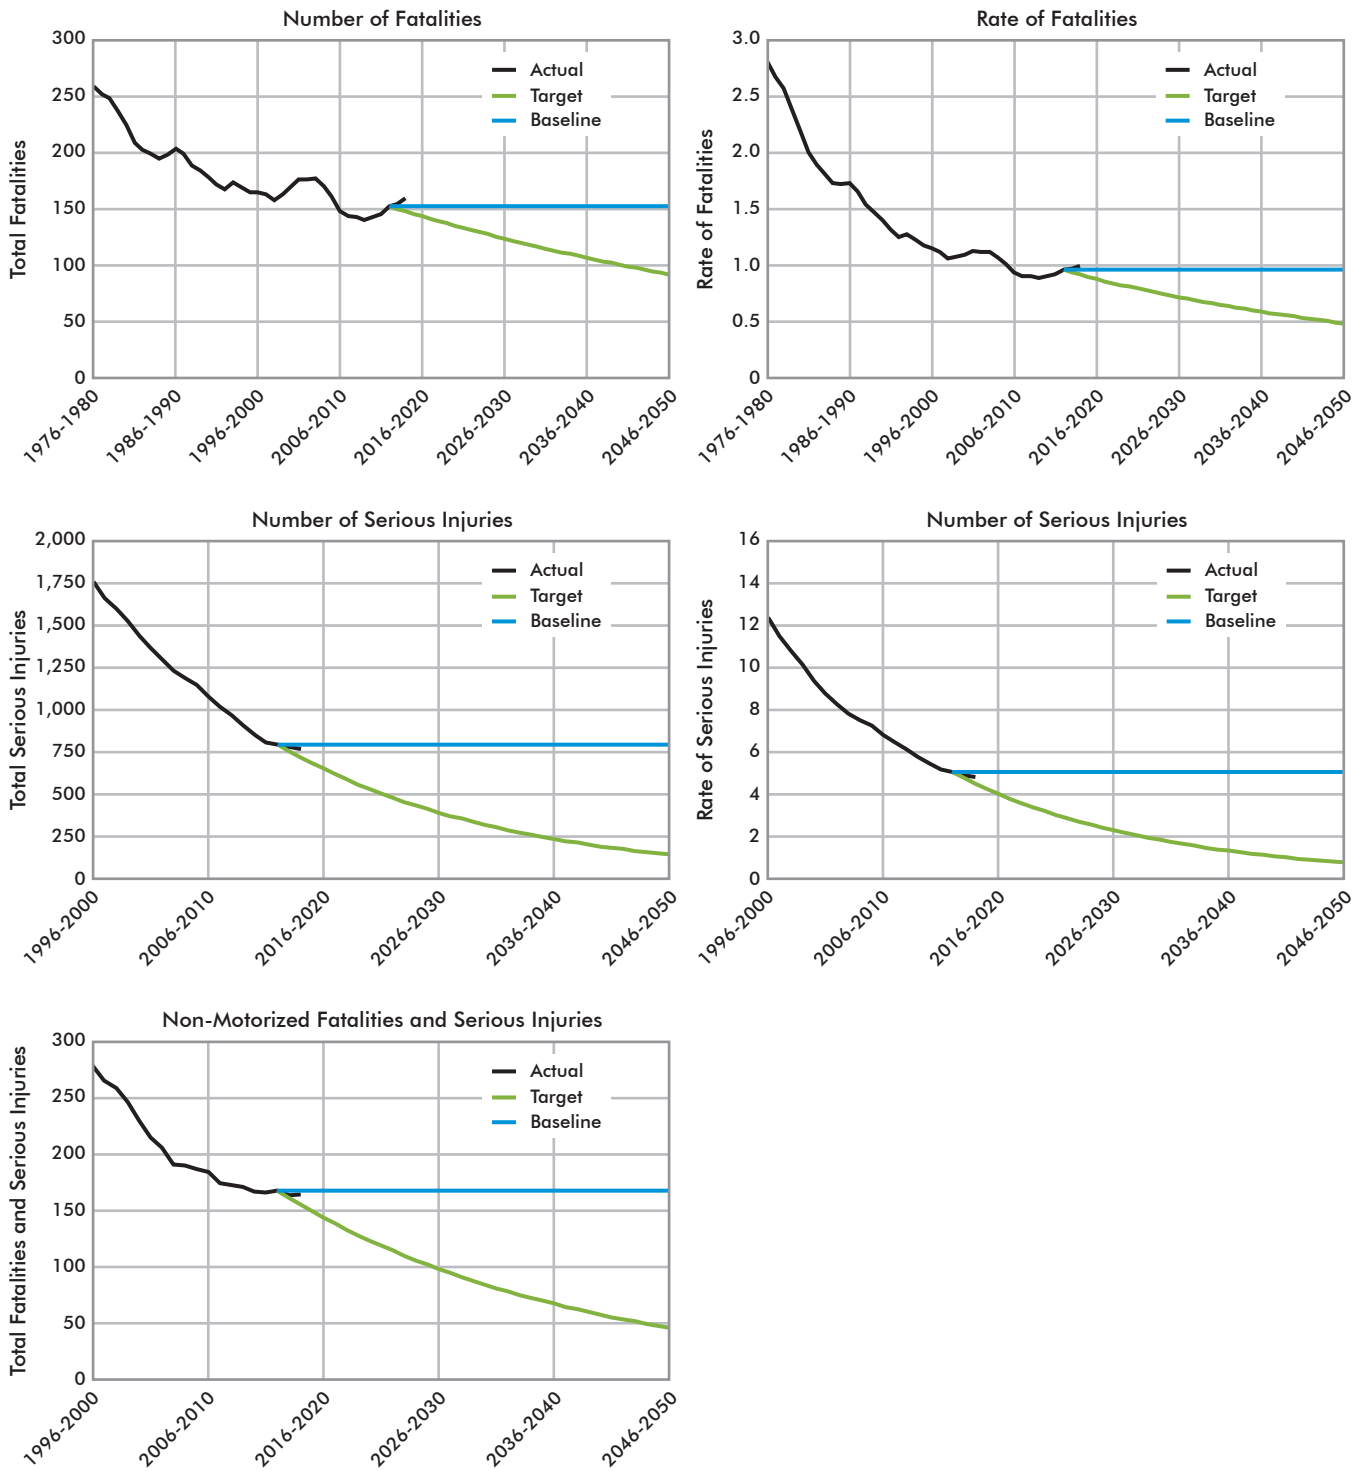 Number of Fatalities
300
250
200
150
100
50
0
Total Fatalities
Actual
Target
Baseline
1976-1980
1986-1990
1996-2000
2006-2010
2016-2020
2026-2030
2036-2040
2046-2050
Rate of Fatalities
3.0
2.5
2.0
1.5
1.0
0.5
0
Rate of Fatalities
Actual
Target
Baseline
1976-1980
1986-1990
1996-2000
2006-2010
2016-2020
2026-2030
2036-2040
2046-2050
Number of Serious Injuries
2,000
1,750
1,500
1,250
1,000
750
500
250
0
Total Serious Injuries
Actual
Target
Baseline
1996-2000
2006-2010
2016-2020
2026-2030
2036-2040
2046-2050
Number of Serious Injuries
16
14
12
10
8
6
4
2
0
Rate of Serious Injuries
Actual
Target
Baseline
1996-2000
2006-2010
2016-2020
2026-2030
2036-2040
2046-2050
Non-Motorized Fatalities and Serious Injuries
300
250
200
150
100
50
0
Total Fatalities and Serious Injuries
Actual
Target
Baseline
1996-2000
2006-2010
2016-2020
2026-2030
2036-2040
2046-2050